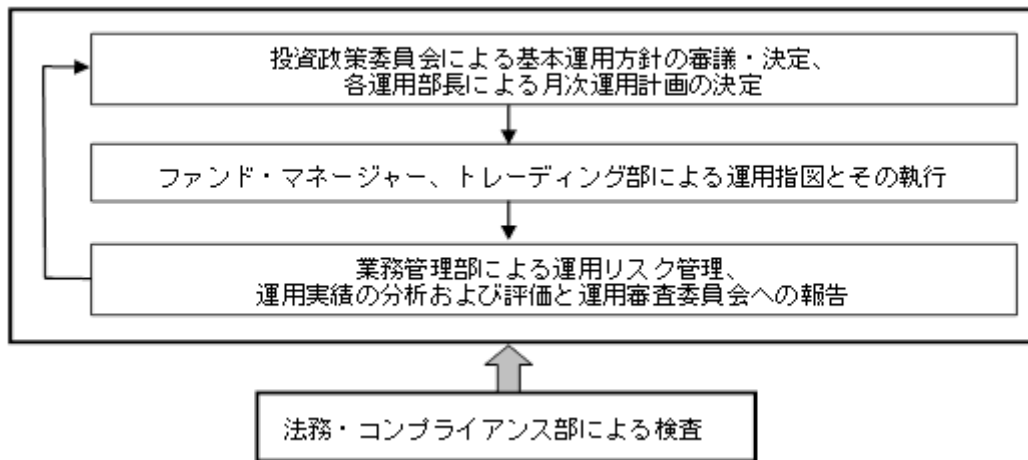 投資政策委員会による基本運用方針の審議・決定、
各運用部長による月次運用計画の決定
ファンド・マネージャー、トレーディング部による運用指図とその執行
業務管理部による運用リスク管理、
運用実績の分析および評価と運用審査委員会への報告
法務・コンプライアンス部による検査